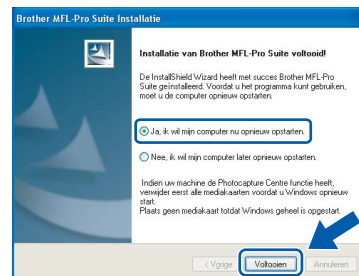 Brother MFL-Pro Suite Installatie
Installatie van Brother MFL-Pro Suite voltooid!
De InstallShield Wizard heeft met succes Brother MFL-Pro
Suite geïnstalleerd. Voordat u het programma kunt gebruiken,
moet u de computer opnieuw opstarten.
Ja, ik wil mijn computer nu opnieuw opstarten.
Nee, ik wil mijn computer later opnieuw opstarten.
Indien uw machine de Photocapture Centre functie heeft,
verwijder eerst alle mediakaarten voordat u Windows opnieuw
start.
Plaats geen mediakaart totdat Windows geheel is opgestart.
< Vorige
Voltooien
Annuleren